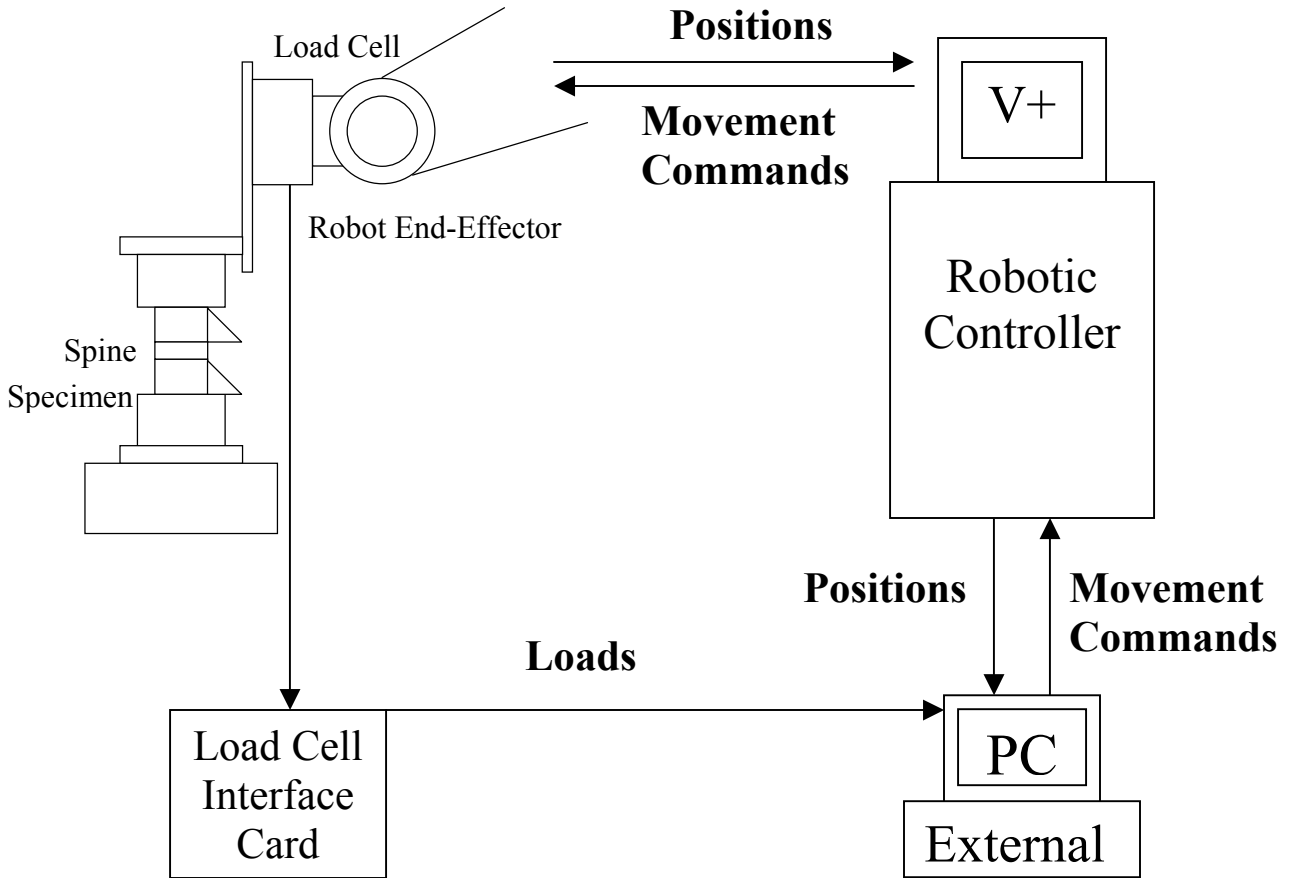 Load Cell
Positions
V+
Movement
Commands
Robot End-Effector
Robotic
Controller
Spine
Specimen
Positions
Movement
Commands
Loads
Load Cell
Interface
Card
PC
External